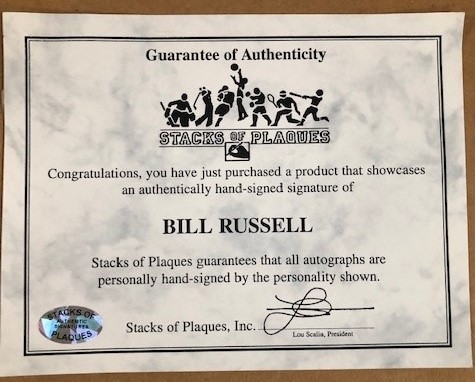 Guarantee of Authenticity
STACKS OF PLAQUES
Congratulations, you have just purchased a product that showcases
an authentically hand-signed signature of
BILL RUSSELL
Stacks of Plaques guarantees that all autographs are
personally hand-signed by the personality shown.
STACKS OF
AUTHENTIC
SIGNATURES
PLAQUES
Stacks of Plaques, Inc.
Lou Scalia, President